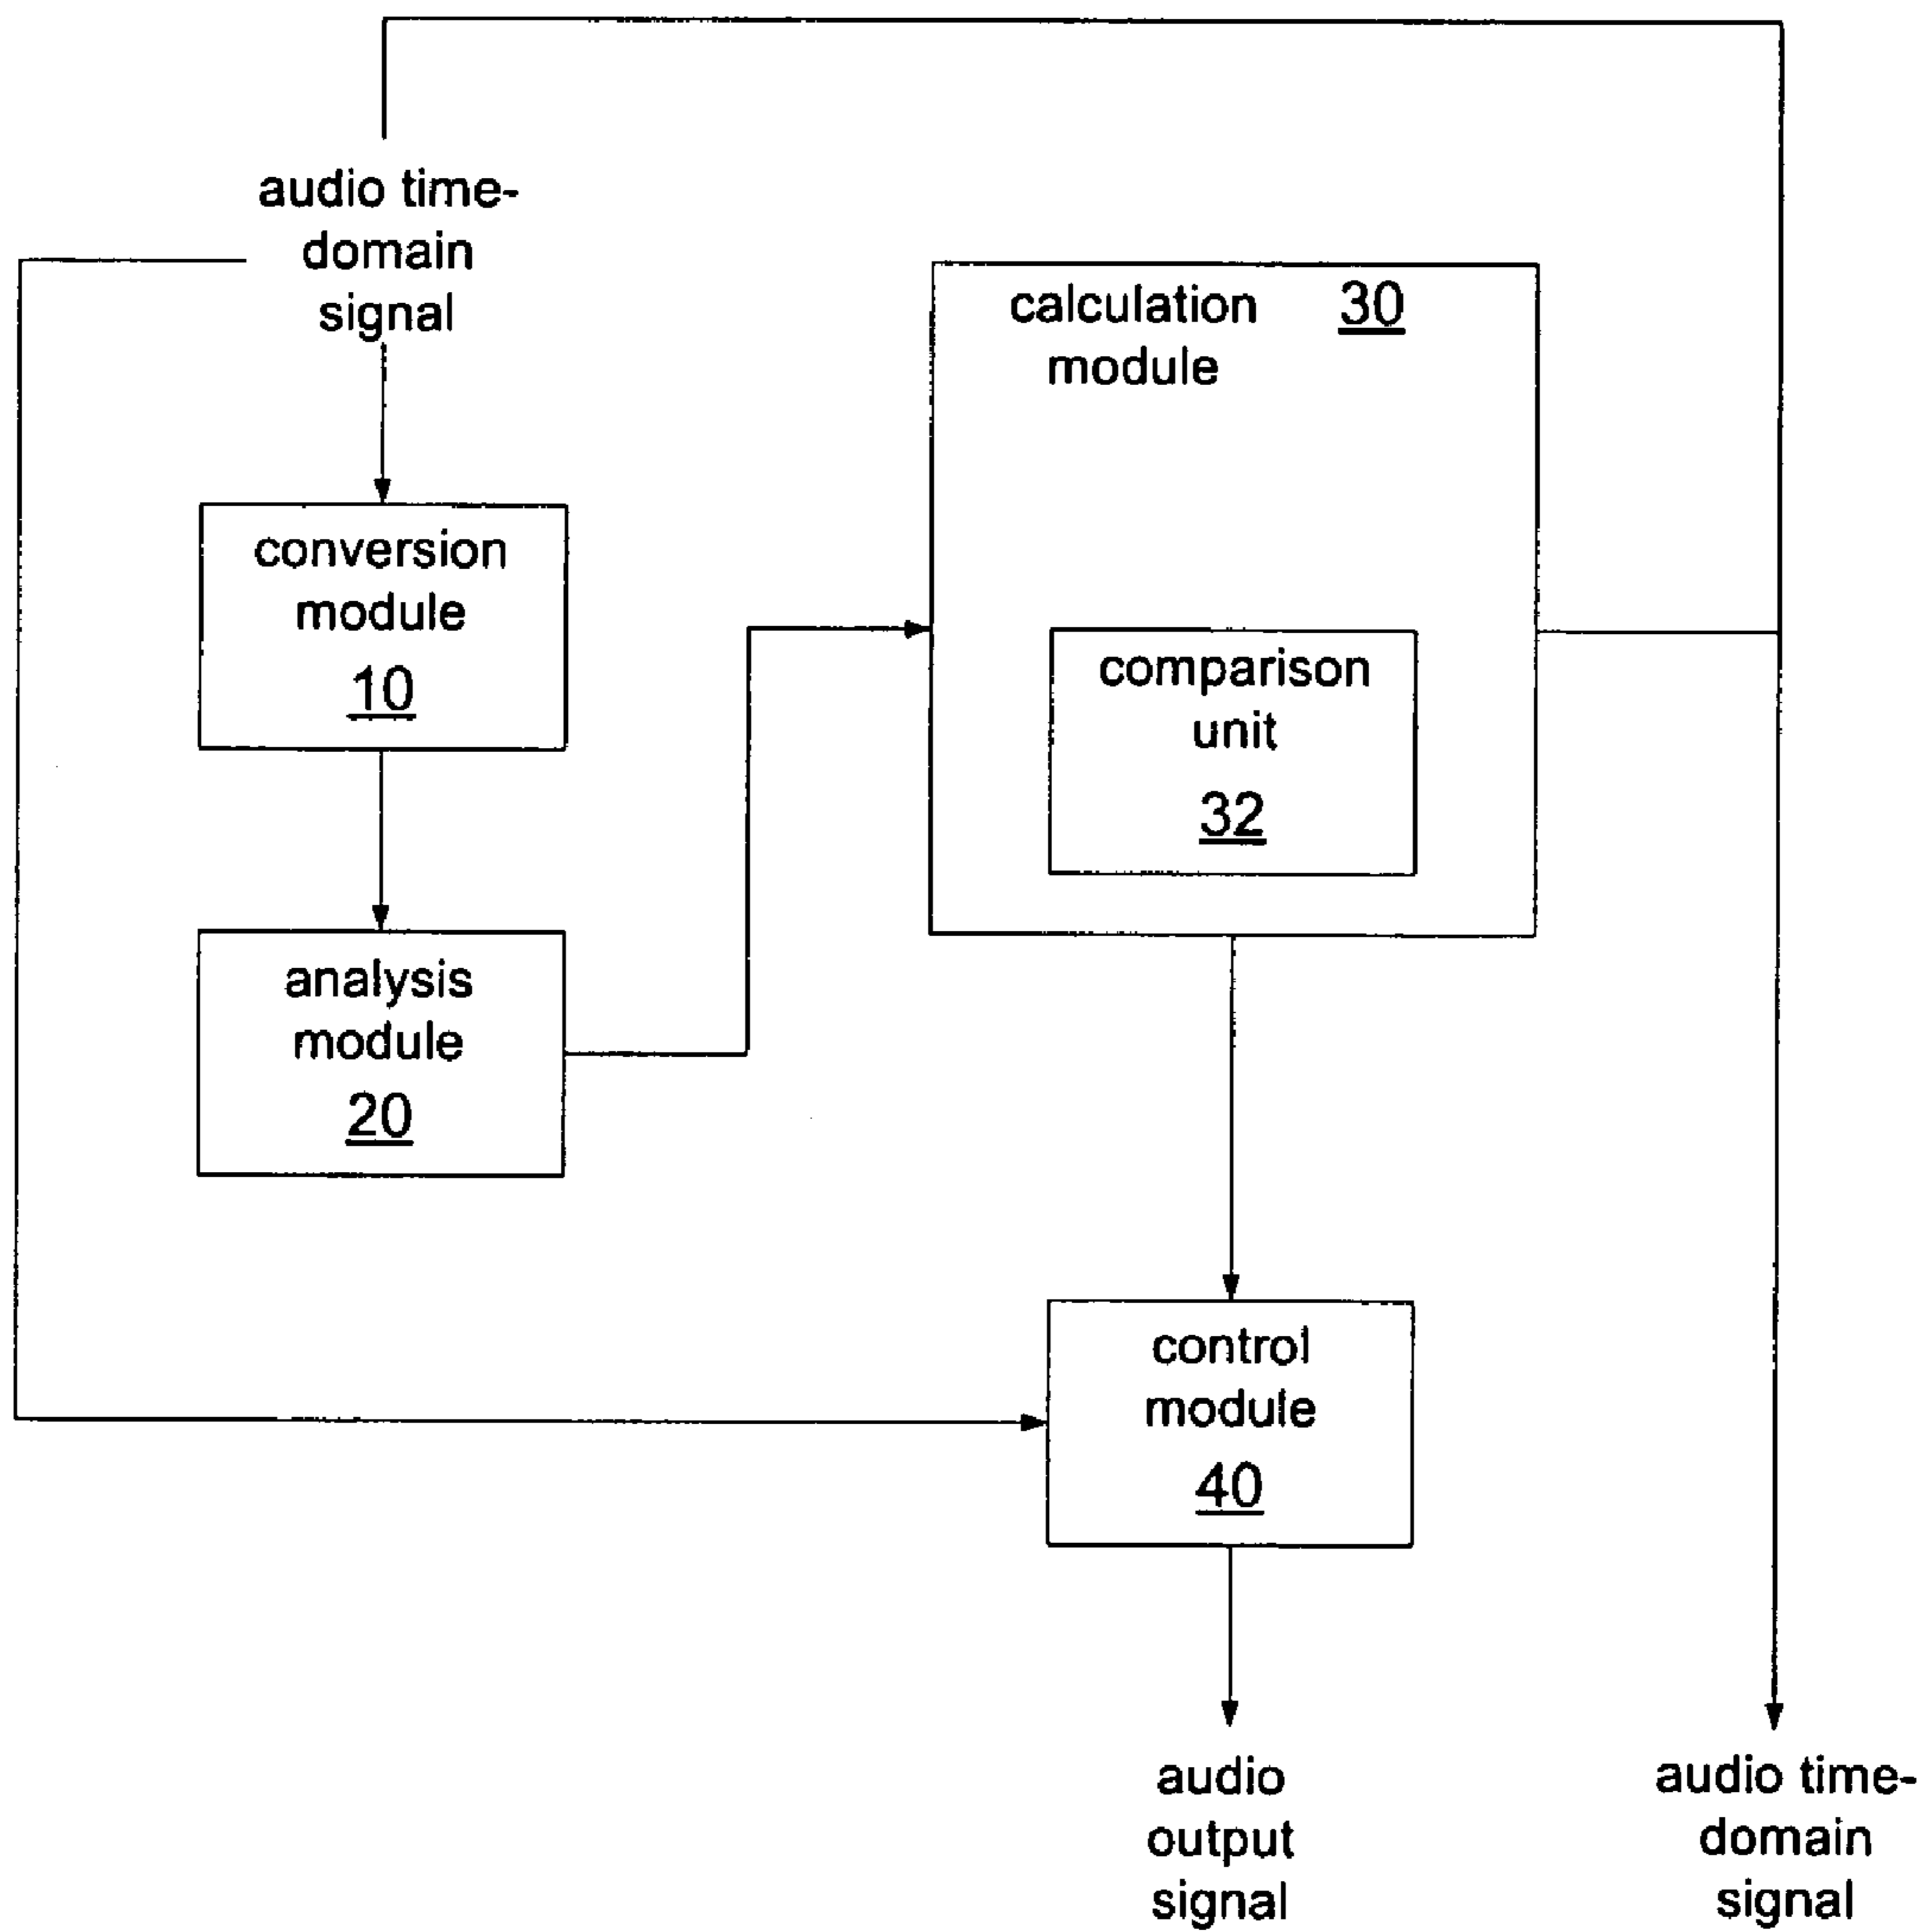 audio time-
domain
signal
calculation 30
module
conversion
module
10
comparison
unit
32
analysis
module
20
control
module
40
audio
output
signal
audio time-
domain
signal